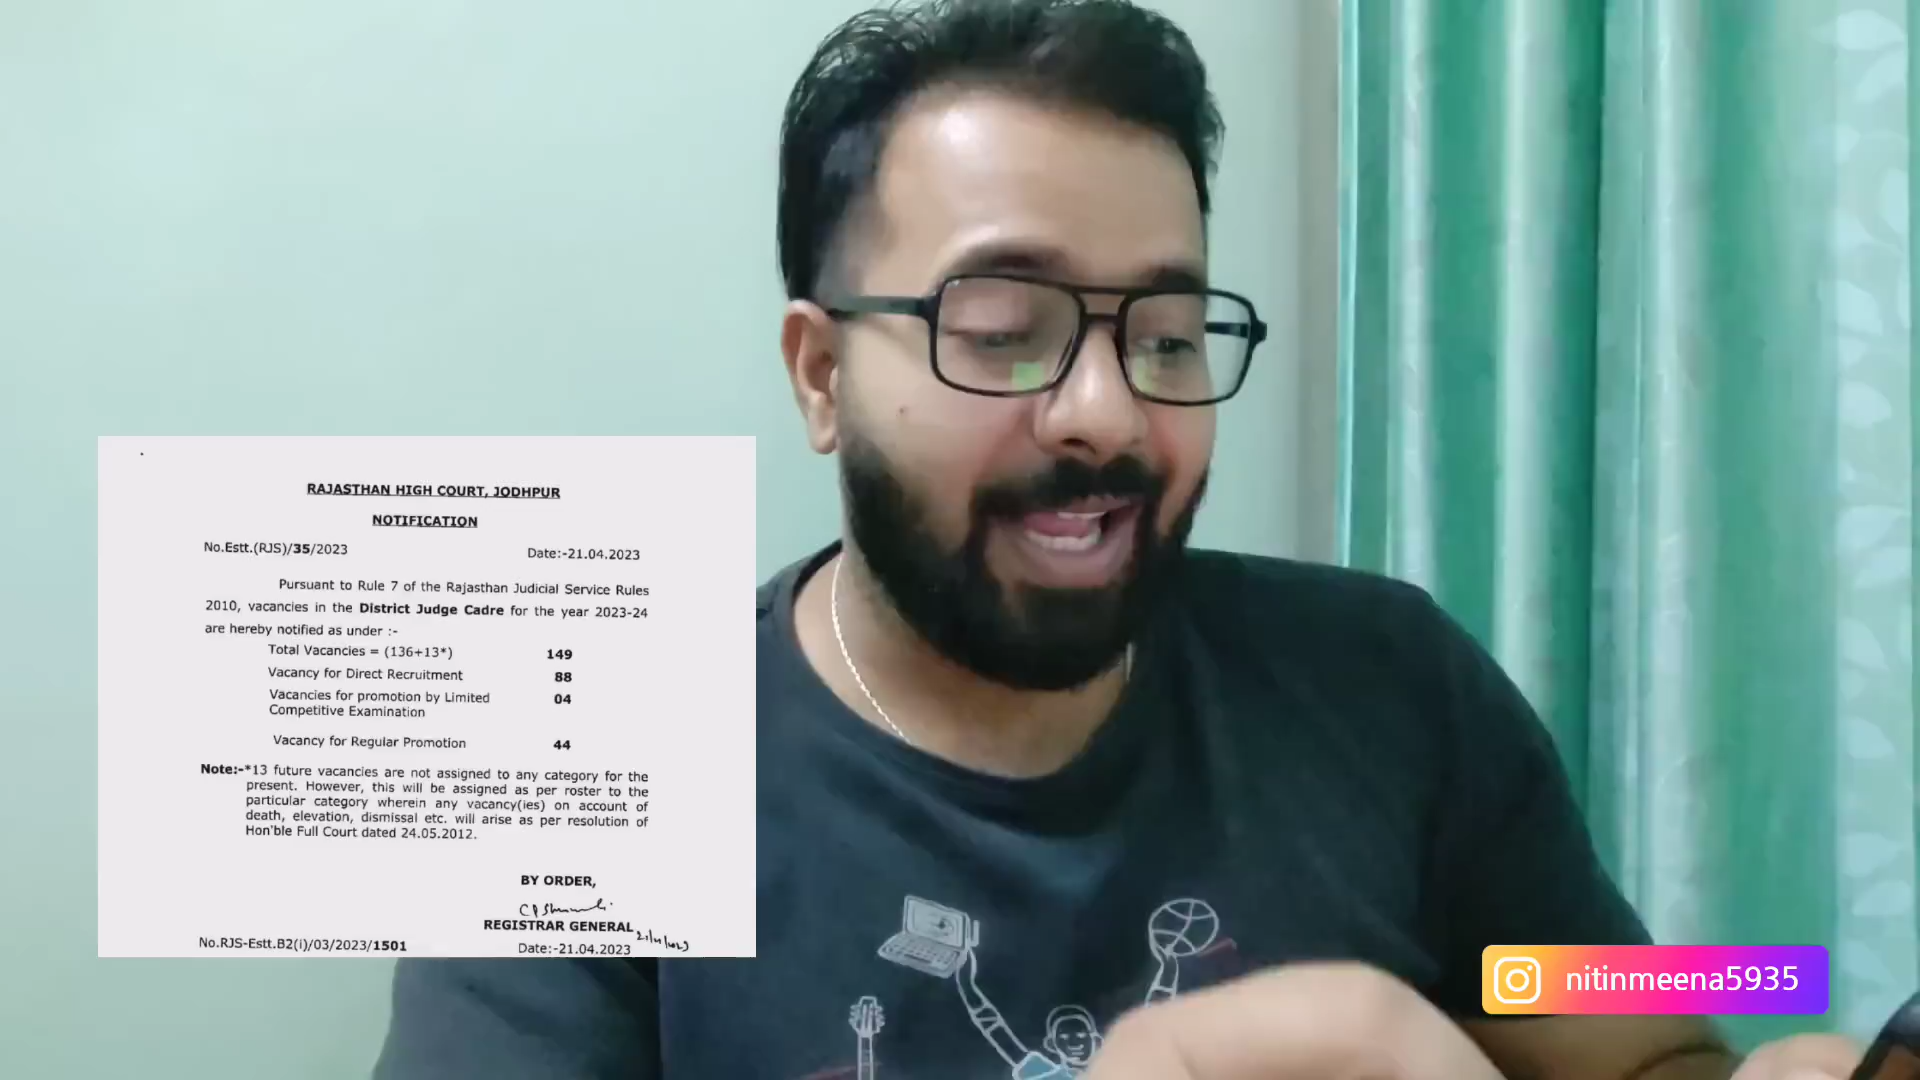 RAJASTHAN HIGH COURT, JODHPUR
NOTIFICATION
No.Estt.(RJS)/35/2023 Date:-21.04.2023
Pursuant to Rule 7 of the Rajasthan Judicial Service Rules
2010, vacancies in the District Judge Cadre for the year 2023-24
are hereby notified as under :-
Total Vacancies = (136+13*) 149
Vacancy for Direct Recruitment 88
Vacancies for promotion by Limited 04
Competitive Examination
Vacancy for Regular Promotion 44
Note:-*13 future vacancies are not assigned to any category for the
present. However, this will be assigned as per roster to the
particular category wherein any vacancy(ies) on account of
death, elevation, dismissal etc. will arise as per resolution of
Hon'ble Full Court dated 24.05.2012.
BY ORDER,
REGISTRAR GENERAL
No.RJS-Estt.B2(i)/03/2023/1501 Date:-21.04.2023
nitinmeena5935